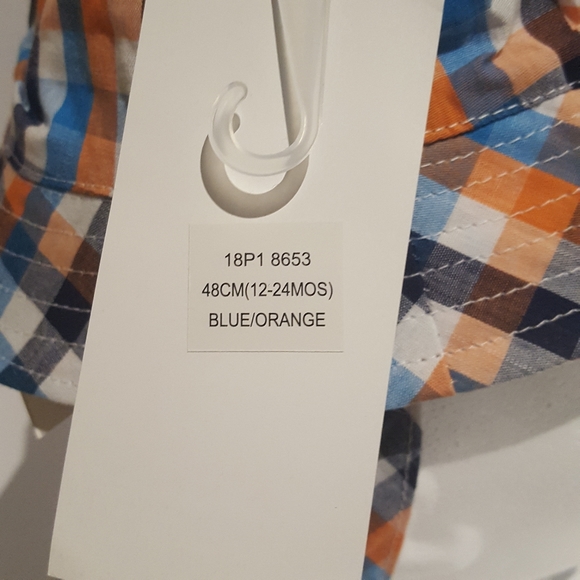 18P1 8653
48CM(12-24MOS)
BLUE/ORANGE